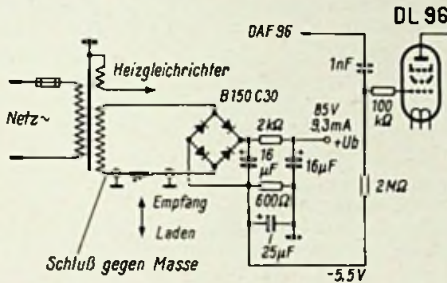 DL 96
DAF 96
1nF
Heizgleichrichter
B150 C30
100
kΩ
Netz~
2kΩ
85V
9,3mA
+Ub
16
µF
16µF
600Ω
2MΩ
Empfang
Laden
25µF
Schluß gegen Masse
-5,5V